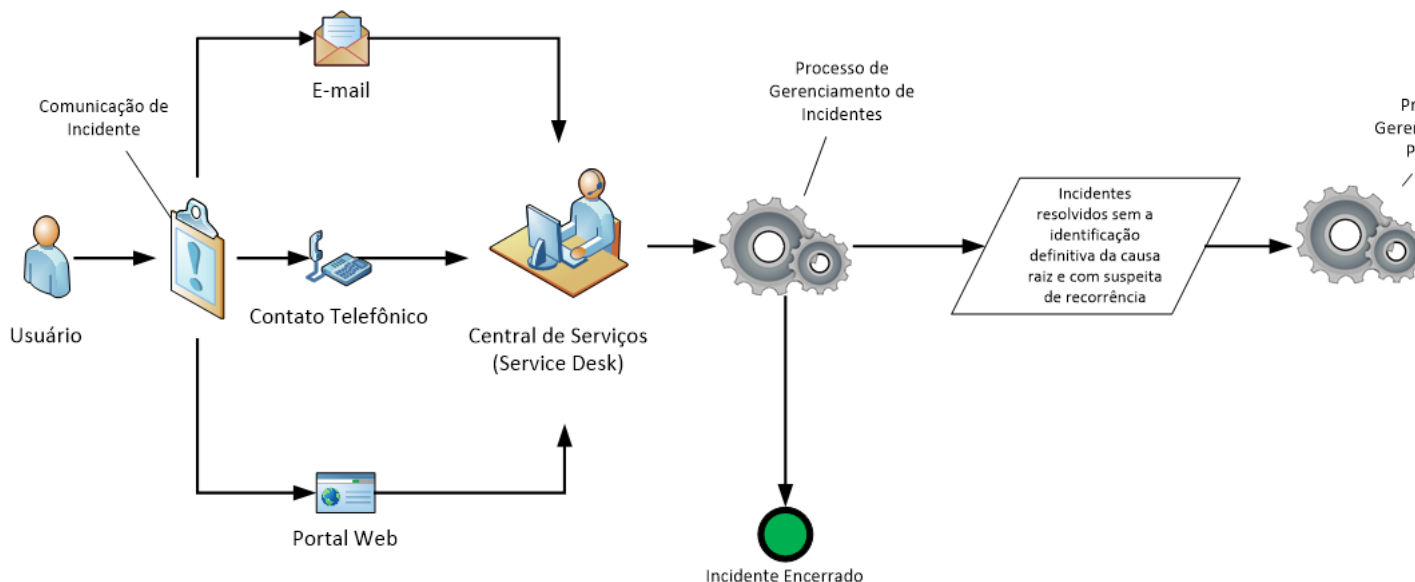 E-mail
Comunicação de
Incidente
Usuário
Contato Telefônico
Portal Web
Central de Serviços
(Service Desk)
Processo de
Gerenciamento de
Incidentes
Incidente Encerrado
Incidentes
resolvidos sem a
identificação
definitiva da causa
raiz e com suspeita
de recorrência